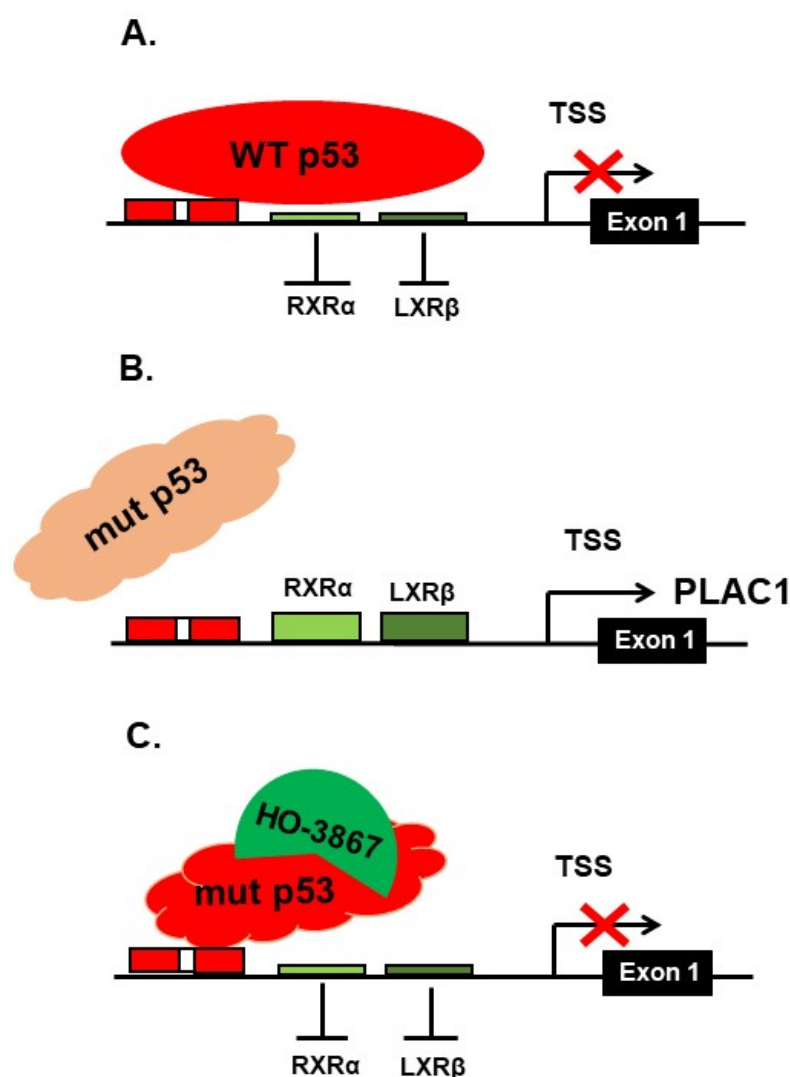 A.
TSS
WT p53
Exon 1
RXRα LXRβ
B.
mut p53
TSS
RXRα LXRβ
PLAC1
Exon 1
C.
HO-3867
mut p53
TSS
Exon 1
RXRα LXRβ